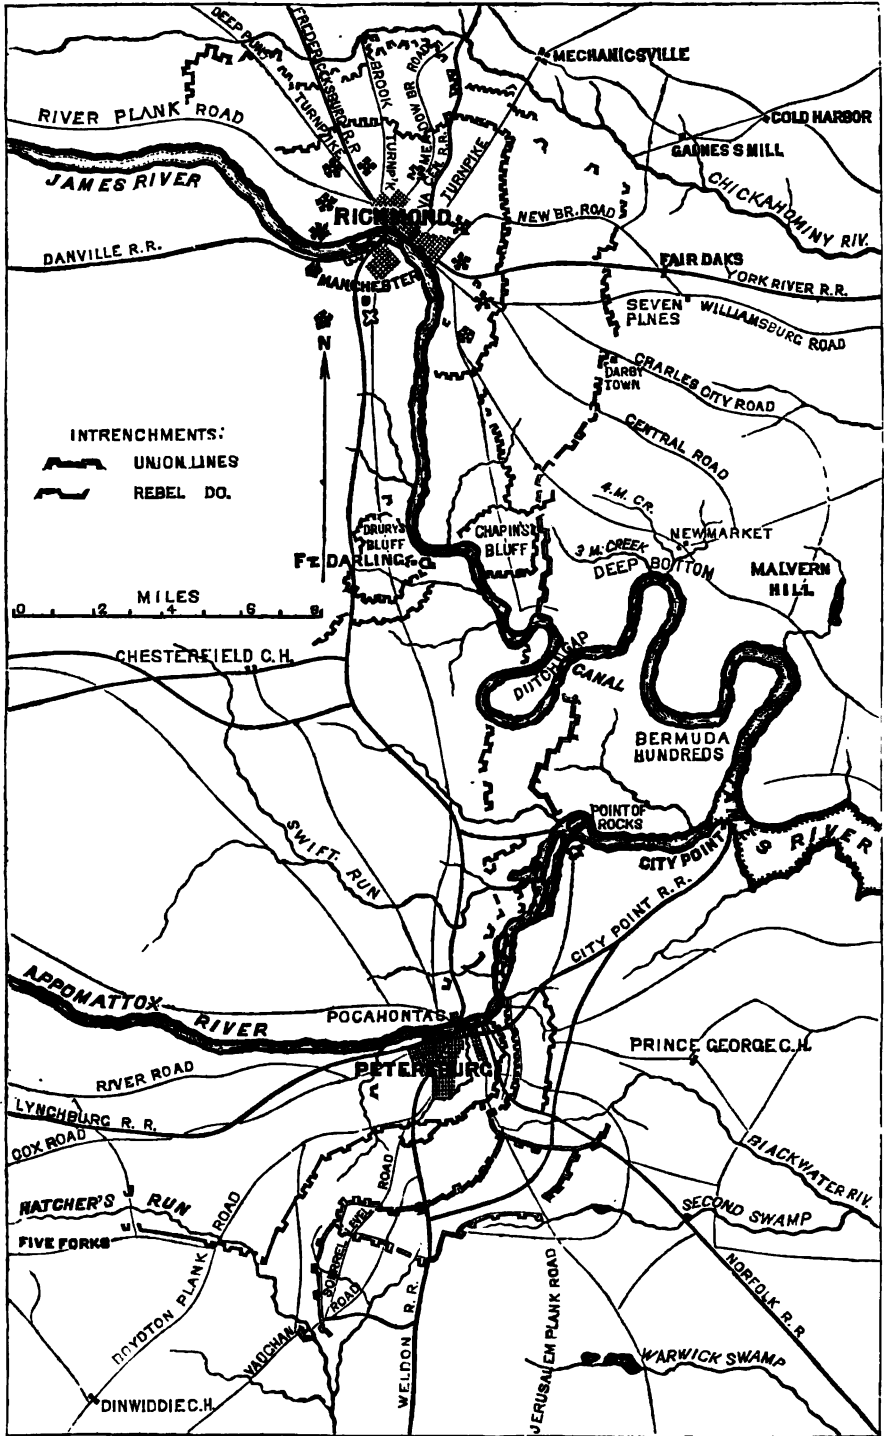 DEEP RUN
TURNPIKE
FREDERICKSBURG R.R
BROOK
TURNP'K
MEADOW BR ROAD
VA CEN R.R.
TURNPIKE
MECHANICSVILLE
COLD HARBOR
GAINES S MILL
CHICKAHOMINY RIV.
RIVER PLANK ROAD
JAMES RIVER
RICHMOND
NEW BR. ROAD
DANVILLE R.R.
MANCHESTER
FAIR OAKS
YORK RIVER R.R.
SEVEN
PINES
WILLIAMSBURG ROAD
N
DARBY
TOWN
CHARLES CITY ROAD
CENTRAL ROAD
INTRENCHMENTS:
UNION LINES
REBEL DO.
4. M. CR.
DRURY'S
BLUFF
CHAPIN'S
BLUFF
NEWMARKET
3 M. CREEK
DEEP BOTTOM
FT DARLING
MALVERN
HILL
MILES
0 2 4 6 8
CHESTERFIELD C.H.
DUTCH GAP
CANAL
BERMUDA
HUNDREDS
POINT OF
ROCKS
SWIFT RUN
CITY POINT
S RIVER
CITY POINT R.R.
APPOMATTOX RIVER
POCAHONTAS
PRINCE GEORGE C.H.
PETERSBURG
RIVER ROAD
LYNCHBURG R.R.
COX ROAD
BLACKWATER RIV.
HATCHER'S RUN
ROAD
SECOND SWAMP
FIVE FORKS
SQUIRREL LEVEL
ROAD
BOYDTON PLANK
ROAD
VAUGHAN
ROAD
WELDON R.R.
JERUSALEM PLANK ROAD
NORFOLK R.R
WARWICK SWAMP
DINWIDDIE C.H.